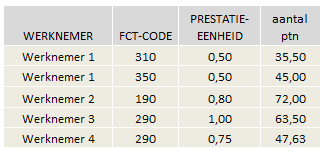 WERKNEMER FCT-CODE PRESTATIE-EENHEID aantal ptn
Werknemer 1 310 0,50 35,50
Werknemer 1 350 0,50 45,00
Werknemer 2 190 0,80 72,00
Werknemer 3 290 1,00 63,50
Werknemer 4 290 0,75 47,63